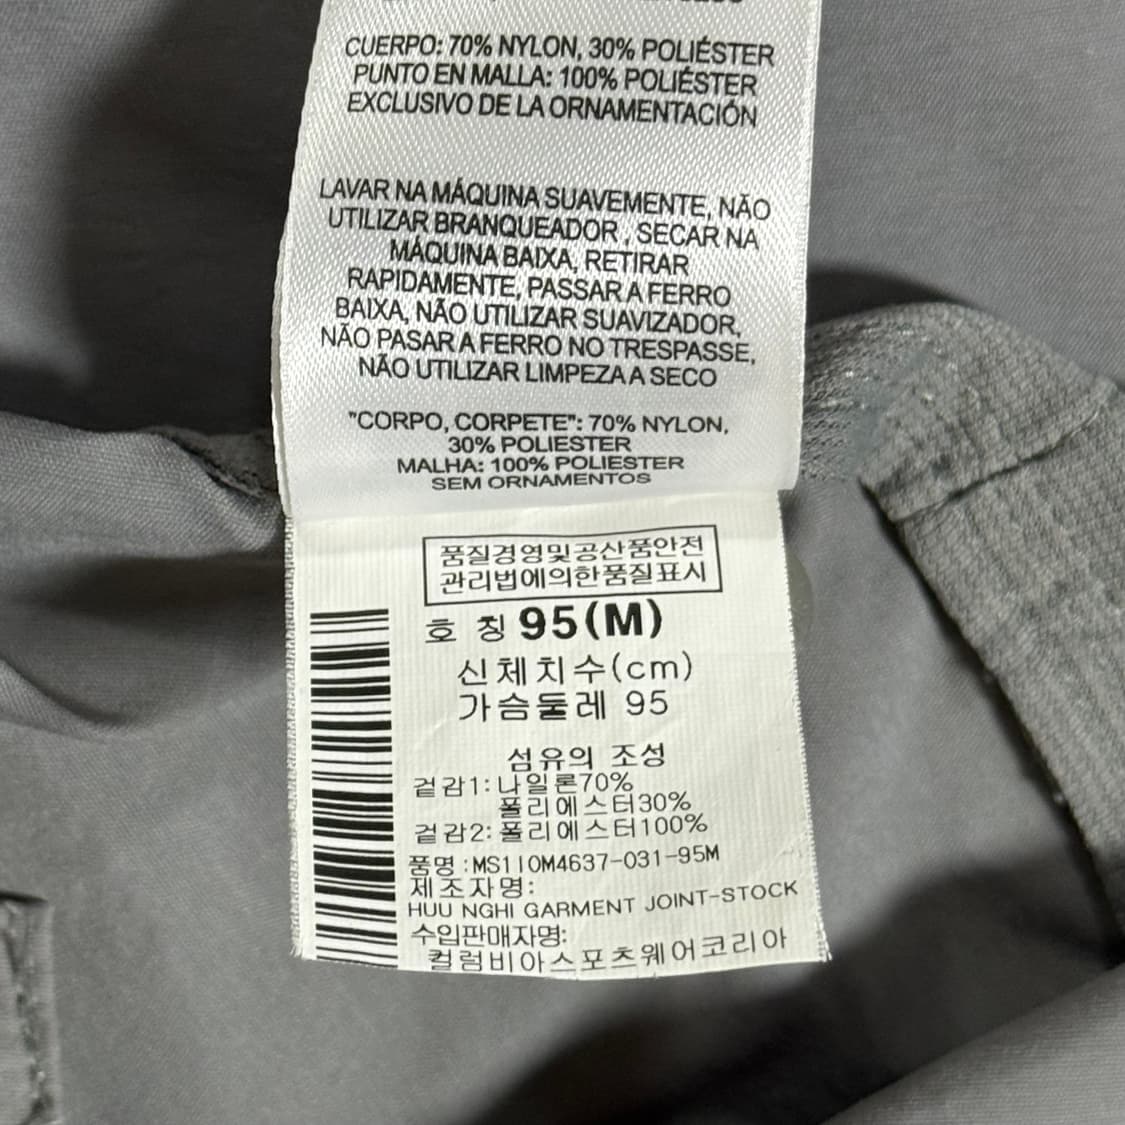 CUERPO: 70% NYLON, 30% POLIÉSTER
PUNTO EN MALLA: 100% POLIÉSTER
EXCLUSIVO DE LA ORNAMENTACIÓN
LAVAR NA MÁQUINA SUAVEMENTE, NÃO
UTILIZAR BRANQUEADOR , SECAR NA
MÁQUINA BAIXA, RETIRAR
RAPIDAMENTE, PASSAR A FERRO
BAIXA, NÃO UTILIZAR SUAVIZADOR,
NÃO PASAR A FERRO NO TRESPASSE,
NÃO UTILIZAR LIMPEZA A SECO
"CORPO, CORPETE": 70% NYLON,
30% POLIESTER
MALHA: 100% POLIESTER
SEM ORNAMENTOS
품질경영및공산품안전
관리법에의한품질표시
호 칭 95(M)
신체치수(cm)
가슴둘레 95
섬유의 조성
겉감1: 나일론70%
폴리에스터30%
겉감2: 폴리에스터100%
품명 : MS110M4637-031-95M
제조자명:
HUU NGHI GARMENT JOINT-STOCK
수입판매자명:
컬럼비아스포츠웨어코리아